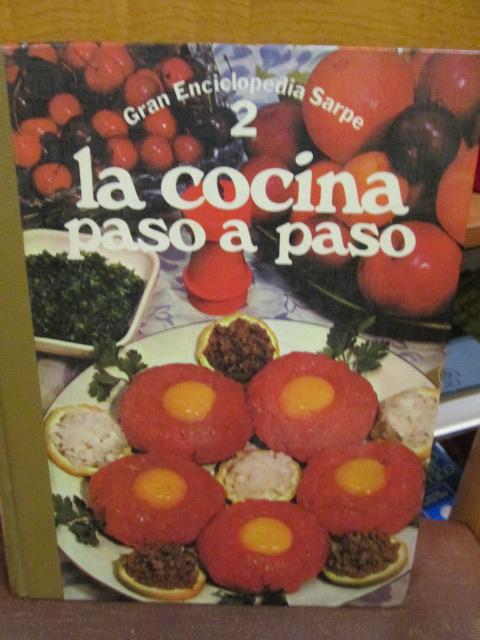 Gran Enciclopedia Sarpe
2
la cocina
paso a paso